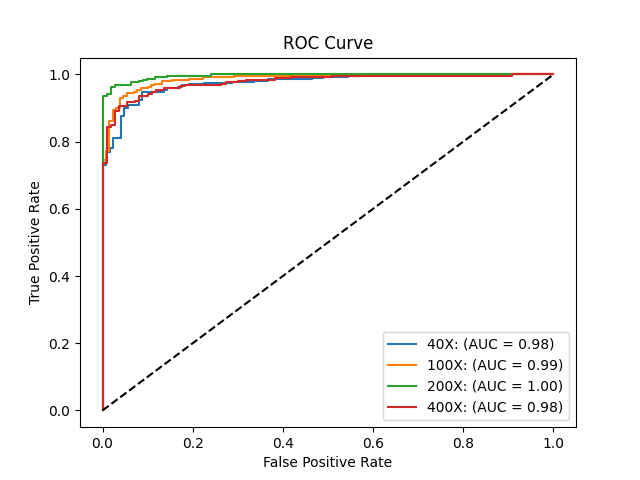 ROC Curve
True Positive Rate
1.0
0.8
0.6
0.4
0.2
0.0
40X: (AUC = 0.98)
100X: (AUC = 0.99)
200X: (AUC = 1.00)
400X: (AUC = 0.98)
0.0 0.2 0.4 0.6 0.8 1.0
False Positive Rate